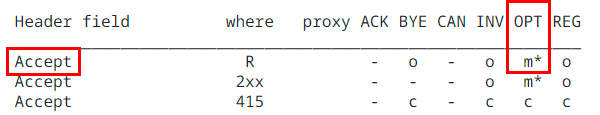 Header field where proxy ACK BYE CAN INV OPT REG
Accept R - o - o m* o
Accept 2xx - - - o m* o
Accept 415 - c - c c c